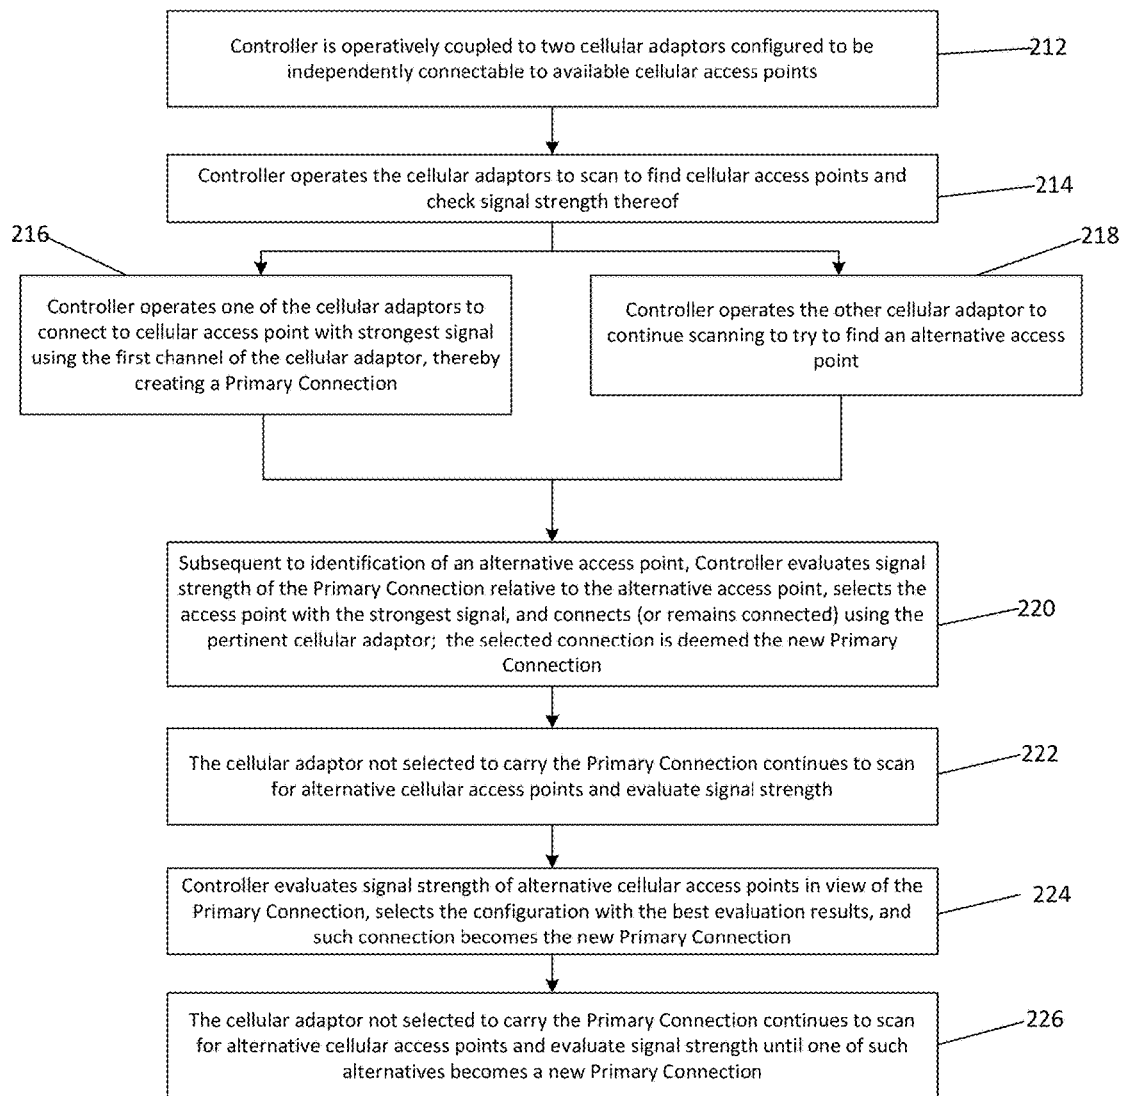 Controller is operatively coupled to two cellular adaptors configured to be
independently connectable to available cellular access points
212
Controller operates the cellular adaptors to scan to find cellular access points and
check signal strength thereof
214
216
218
Controller operates one of the cellular adaptors to
connect to cellular access point with strongest signal
using the first channel of the cellular adaptor, thereby
creating a Primary Connection
Controller operates the other cellular adaptor to
continue scanning to try to find an alternative access
point
Subsequent to identification of an alternative access point, Controller evaluates signal
strength of the Primary Connection relative to the alternative access point, selects the
access point with the strongest signal, and connects (or remains connected) using the
pertinent cellular adaptor; the selected connection is deemed the new Primary
Connection
220
The cellular adaptor not selected to carry the Primary Connection continues to scan
for alternative cellular access points and evaluate signal strength
222
Controller evaluates signal strength of alternative cellular access points in view of the
Primary Connection, selects the configuration with the best evaluation results, and
such connection becomes the new Primary Connection
224
The cellular adaptor not selected to carry the Primary Connection continues to scan
for alternative cellular access points and evaluate signal strength until one of such
alternatives becomes a new Primary Connection
226